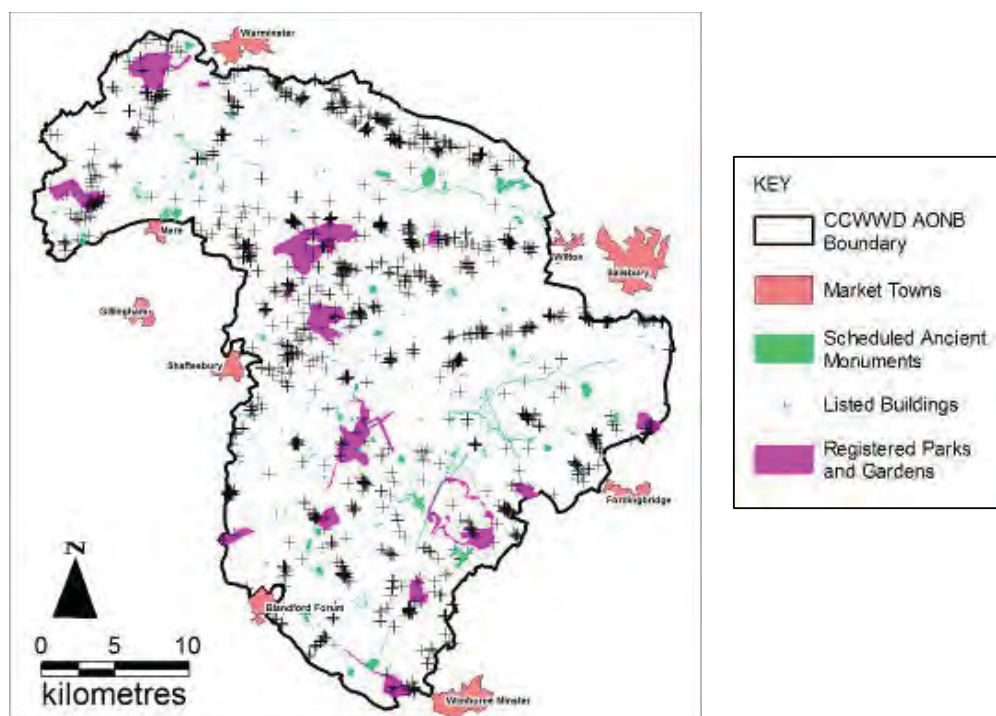 Warminster
Mere
Wilton
Salisbury
Gillingham
Shaftesbury
Fordingbridge
Blandford Forum
Wimborne Minster
N
0 5 10
kilometres
KEY
CCWWD AONB
Boundary
Market Towns
Scheduled Ancient
Monuments
Listed Buildings
Registered Parks
and Gardens